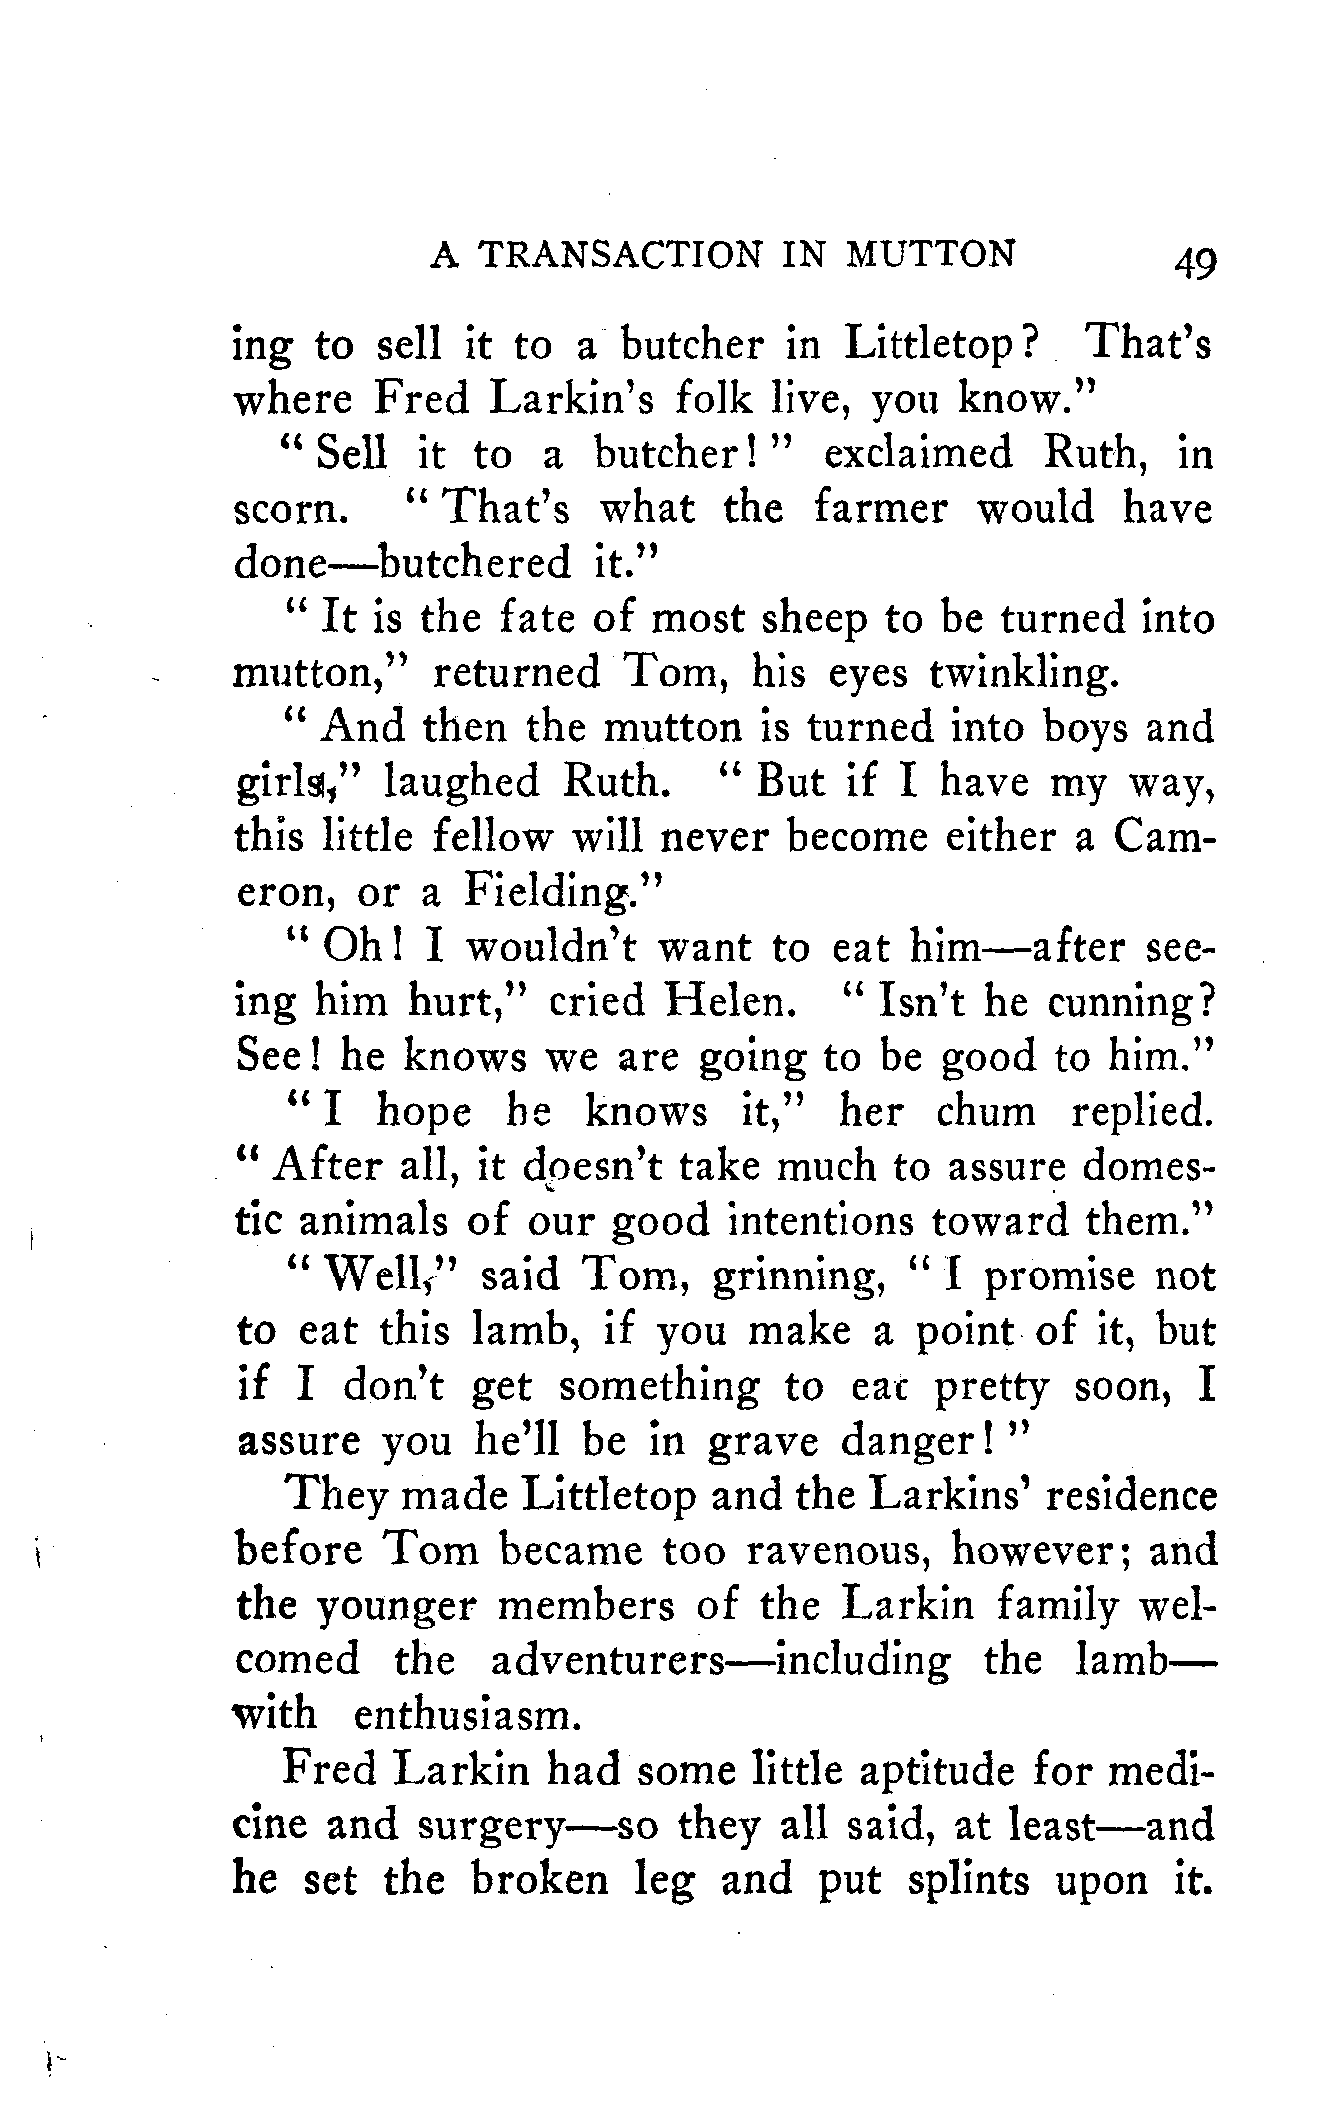 A TRANSACTION IN MUTTON 49
ing to sell it to a butcher in Littletop? That's
where Fred Larkin's folk live, you know."
"Sell it to a butcher!" exclaimed Ruth, in
scorn. "That's what the farmer would have
done—butchered it."
"It is the fate of most sheep to be turned into
mutton," returned Tom, his eyes twinkling.
"And then the mutton is turned into boys and
girls," laughed Ruth. "But if I have my way,
this little fellow will never become either a Cam-
eron, or a Fielding."
"Oh! I wouldn't want to eat him—after see-
ing him hurt," cried Helen. "Isn't he cunning?
See! he knows we are going to be good to him."
"I hope he knows it," her chum replied.
"After all, it doesn't take much to assure domes-
tic animals of our good intentions toward them."
"Well," said Tom, grinning, "I promise not
to eat this lamb, if you make a point of it, but
if I don't get something to eat pretty soon, I
assure you he'll be in grave danger!"
They made Littletop and the Larkins' residence
before Tom became too ravenous, however; and
the younger members of the Larkin family wel-
comed the adventurers—including the lamb—
with enthusiasm.
Fred Larkin had some little aptitude for medi-
cine and surgery—so they all said, at least—and
he set the broken leg and put splints upon it.